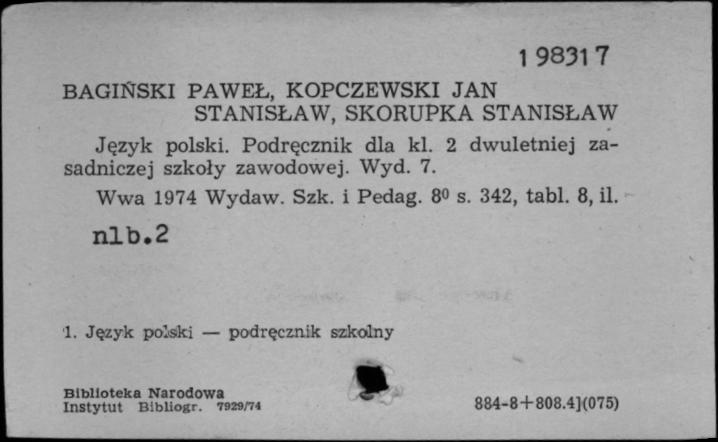 198317
BAGIŃSKI PAWEŁ, KOPCZEWSKI JAN
STANISŁAW, SKORUPKA STANISŁAW
Język polski. Podręcznik dla kl. 2 dwuletniej za-
sadniczej szkoły zawodowej. Wyd. 7.
Wwa 1974 Wydaw. Szk. i Pedag. 8⁰ s. 342, tabl. 8, il.
nlb.2
1. Język polski — podręcznik szkolny
Biblioteka Narodowa
Instytut Bibliogr. 7929/74
884-8+808.4](075)